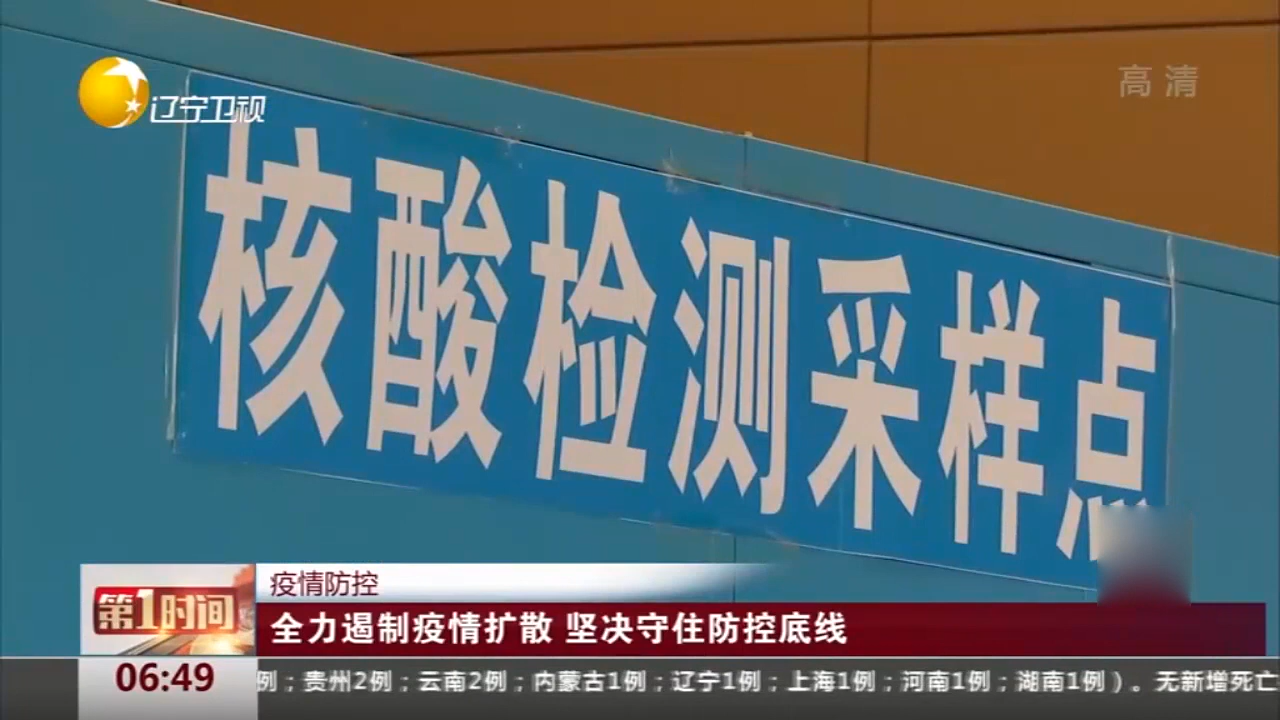 辽宁卫视
高清
核酸检测采样点
疫情防控
第1时间
全力遏制疫情扩散 坚决守住防控底线
06:49
例；贵州2例；云南2例；内蒙古1例；辽宁1例；上海1例；河南1例；湖南1例）。无新增死亡